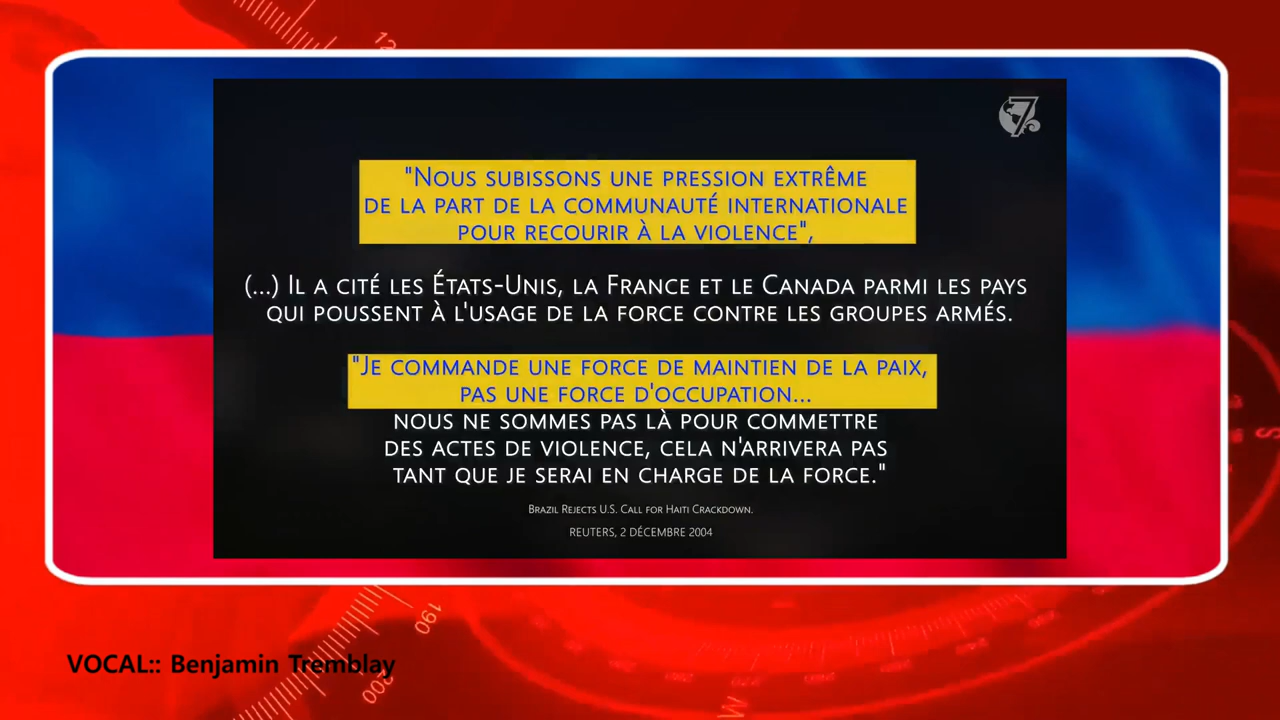 12
7
"Nous subissons une pression extrême
de la part de la communauté internationale
pour recourir à la violence",
(...) Il a cité les États-Unis, la France et le Canada parmi les pays
qui poussent à l'usage de la force contre les groupes armés.
"Je commande une force de maintien de la paix,
pas une force d'occupation...
nous ne sommes pas là pour commettre
des actes de violence, cela n'arrivera pas
tant que je serai en charge de la force."
Brazil Rejects U.S. Call for Haiti Crackdown.
REUTERS, 2 DÉCEMBRE 2004
190
VOCAL:: Benjamin Tremblay
200